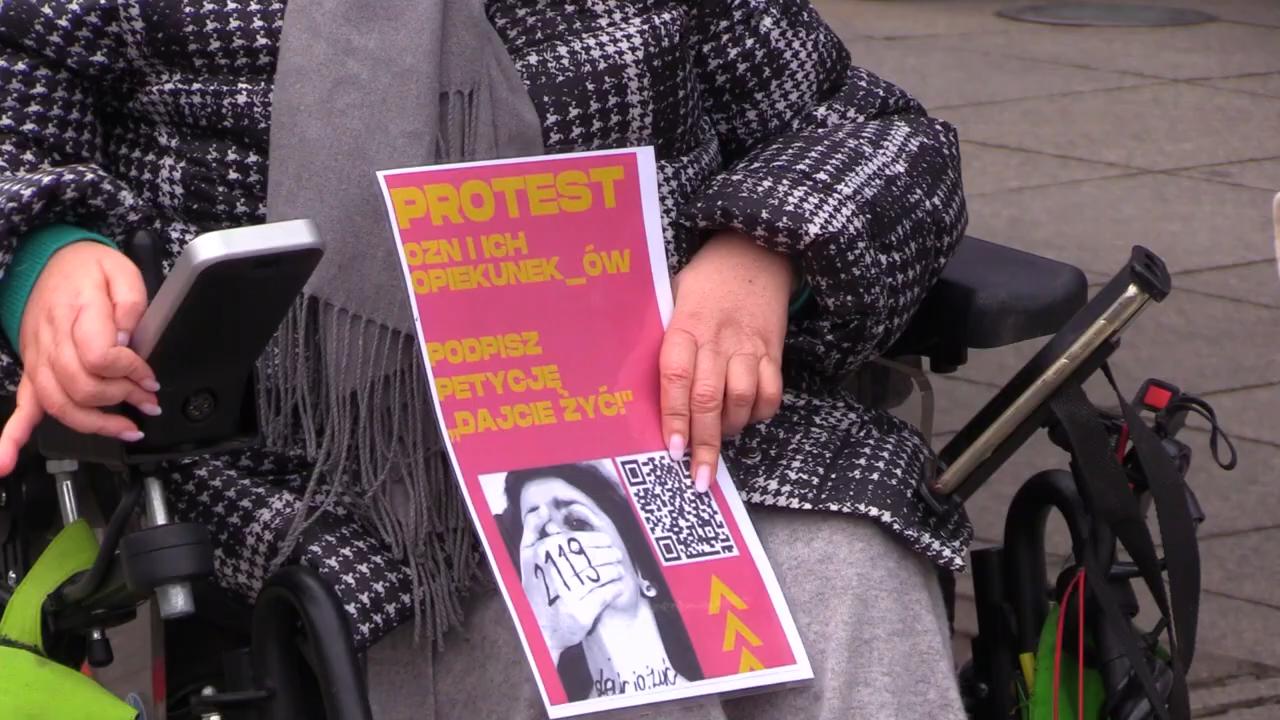 PROTEST
OZN I ICH
OPIEKUNEK_ÓW
PODPISZ
PETYCJĘ
„DAJCIE ŻYĆ!"
2119